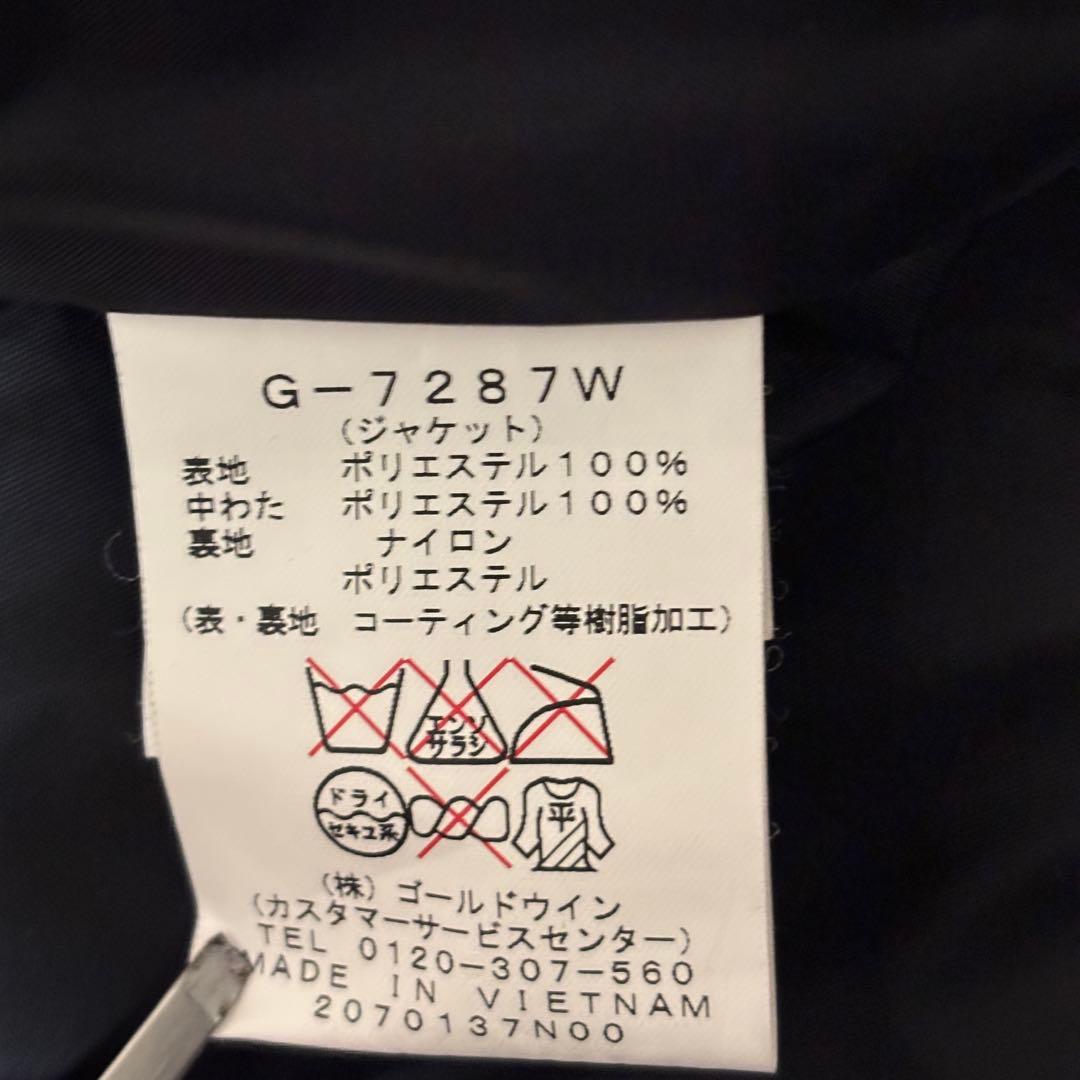 G-7287W
(ジャケット)
表地 ポリエステル100%
中わた ポリエステル100%
裏地 ナイロン
ポリエステル
(表・裏地 コーティング等樹脂加工)
エンソ
サラシ
ドライ
セキユ系
平
(株)ゴールドウイン
(カスタマーサービスセンター)
TEL 0120-307-560
MADE IN VIETNAM
2070137N00